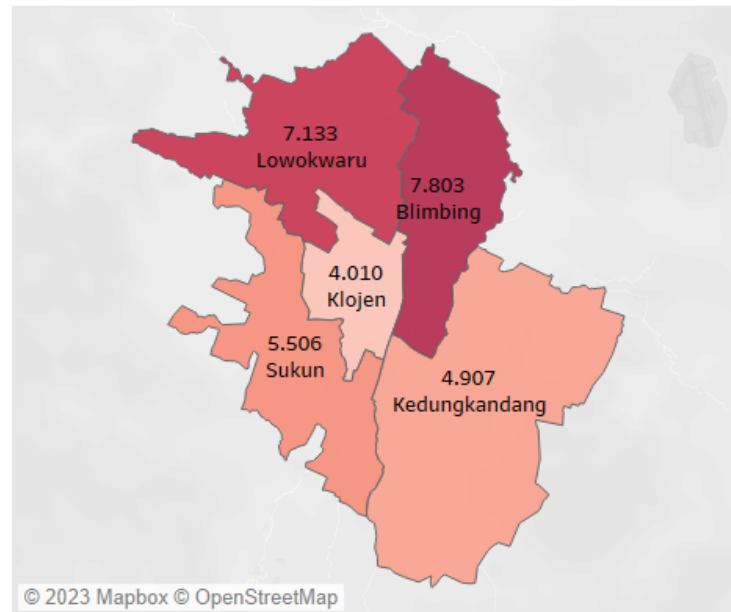 7.133
Lowokwaru
7.803
Blimbing
4.010
Klojen
5.506
Sukun
4.907
Kedungkandang
© 2023 Mapbox © OpenStreetMap